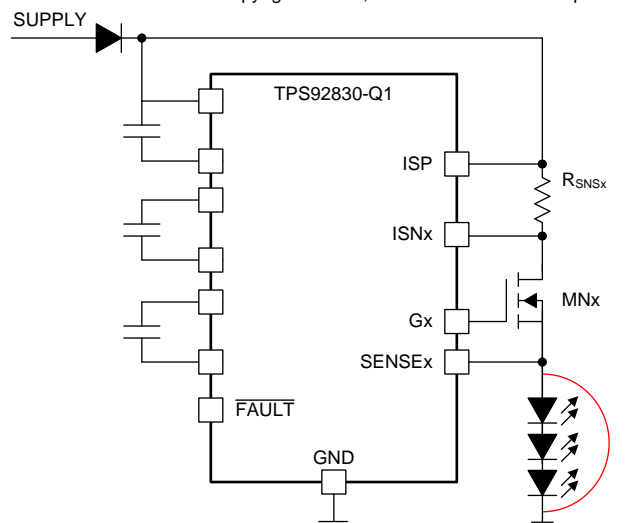 SUPPLY
TPS92830-Q1
ISP
RSNSx
ISNx
MNx
Gx
SENSEx
FAULT
GND